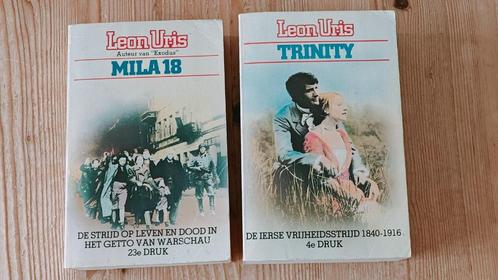 Leon Uris
Auteur van "Exodus"
MILA 18
DE STRIJD OP LEVEN EN DOOD IN
HET GETTO VAN WARSCHAU
23e DRUK
Leon Uris
TRINITY
DE IERSE VRIJHEIDSSTRIJD 1840-1916
4e DRUK